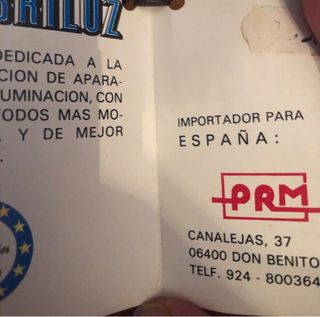 BRILUZ
DEDICADA A LA
CION DE APARA-
UMINACION, CON
TODOS MAS MO-
Y DE MEJOR
IMPORTADOR PARA
ESPAÑA:
PRM
CANALEJAS, 37
06400 DON BENITO
TELF. 924 - 800364